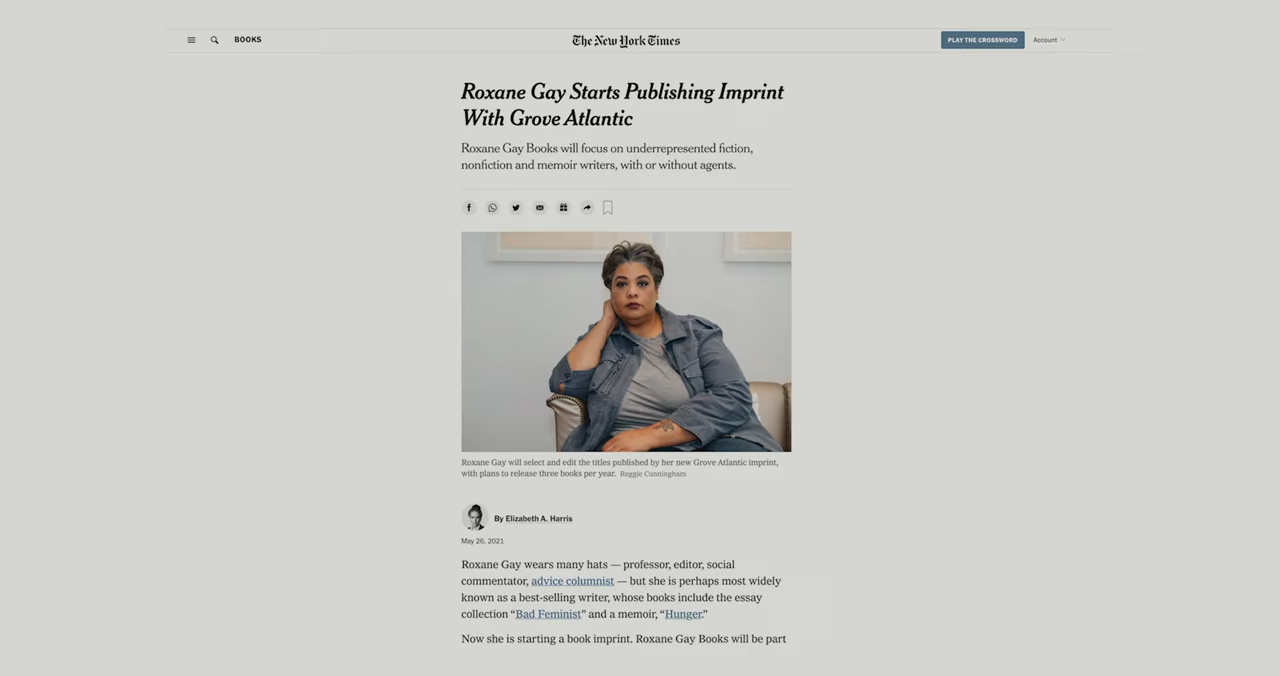 BOOKS
The New York Times
PLAY THE CROSSWORD
Account
Roxane Gay Starts Publishing Imprint
With Grove Atlantic
Roxane Gay Books will focus on underrepresented fiction,
nonfiction and memoir writers, with or without agents.
Roxane Gay will select and edit the titles published by her new Grove Atlantic imprint,
with plans to release three books per year. Reggie Cunningham
By Elizabeth A. Harris
May 26, 2021
Roxane Gay wears many hats — professor, editor, social
commentator, advice columnist — but she is perhaps most widely
known as a best-selling writer, whose books include the essay
collection “Bad Feminist” and a memoir, “Hunger.”
Now she is starting a book imprint. Roxane Gay Books will be part